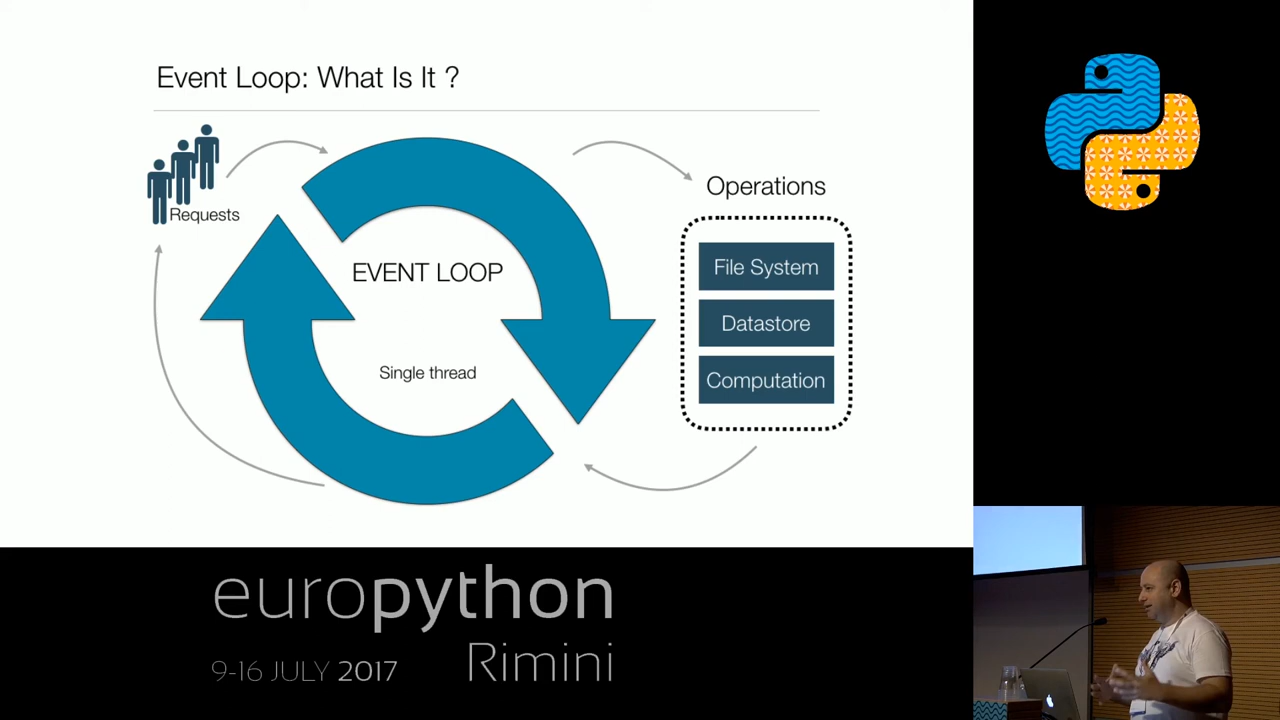 Event Loop: What Is It ?
Requests
Operations
EVENT LOOP
File System
Datastore
Single thread
Computation
europython
9-16 JULY 2017
Rimini